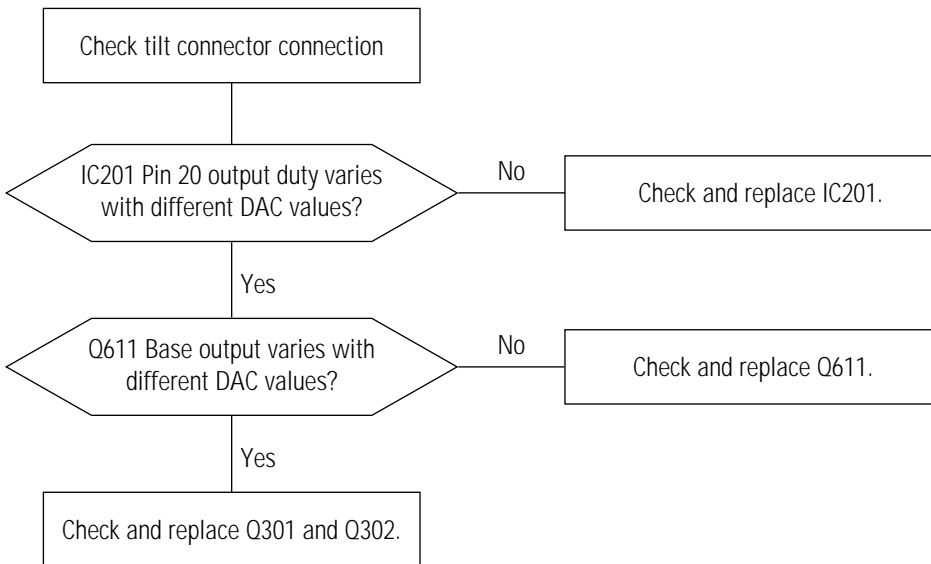 Check tilt connector connection
IC201 Pin 20 output duty varies
with different DAC values?
No
Check and replace IC201.
Yes
Q611 Base output varies with
different DAC values?
No
Check and replace Q611.
Yes
Check and replace Q301 and Q302.